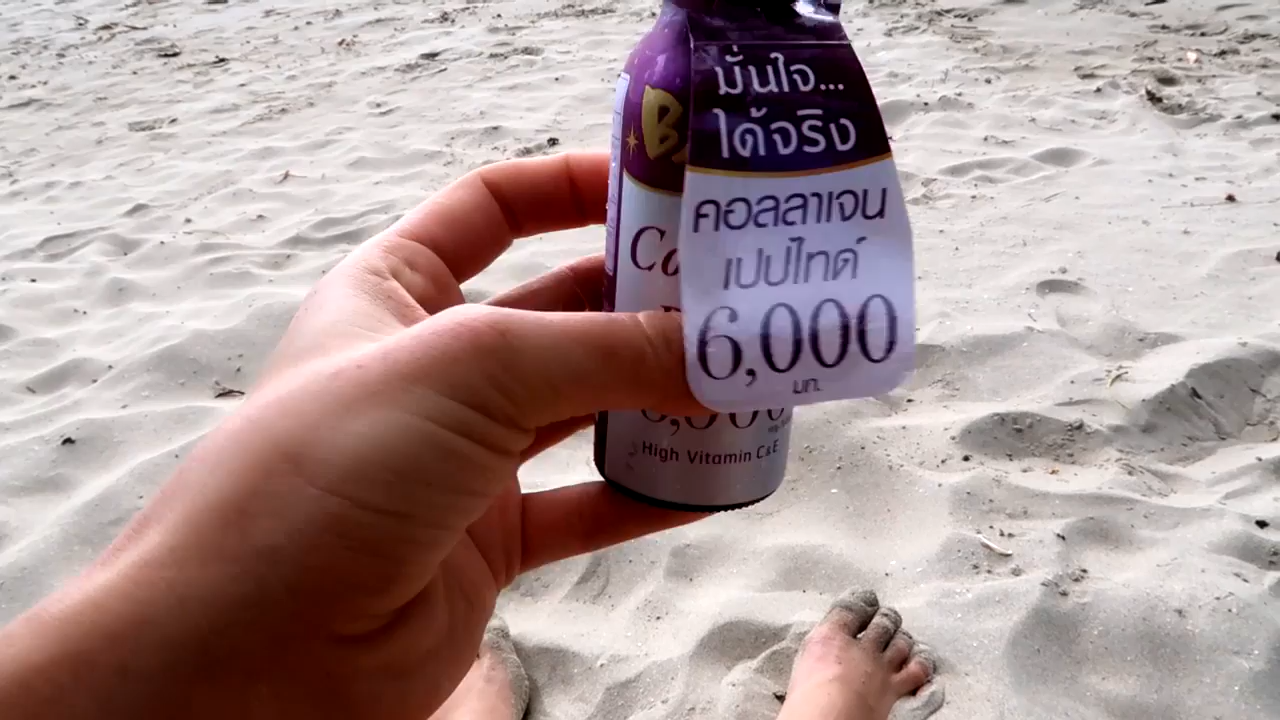 มั่นใจ...
ได้จริง
คอลลาเจน
เปปไทด์
6,000
มก.
High Vitamin C&E